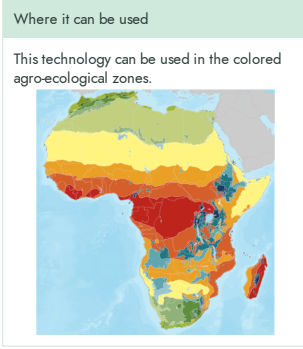 Where it can be used
This technology can be used in the colored
agro-ecological zones.